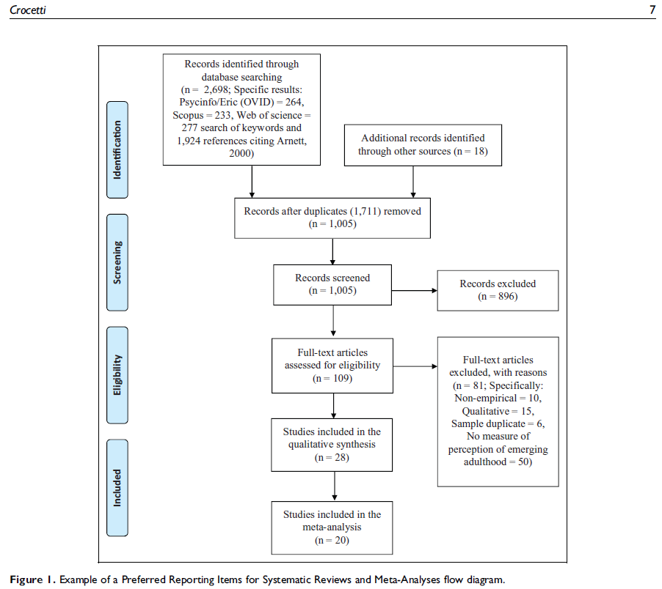 Crocetti 7
Records identified through
database searching
(n = 2,698; Specific results:
Psycinfo/Eric (OVID) = 264,
Scopus = 233, Web of science =
277 search of keywords and
1,924 references citing Arnett,
2000)
Additional records identified
through other sources (n = 18)
Identification
Records after duplicates (1,711) removed
(n = 1,005)
Screening
Records screened
(n = 1,005)
Records excluded
(n = 896)
Eligibility
Full-text articles
assessed for eligibility
(n = 109)
Full-text articles
excluded, with reasons
(n = 81; Specifically:
Non-empirical = 10,
Qualitative = 15,
Sample duplicate = 6,
No measure of
perception of emerging
adulthood = 50)
Studies included in the
qualitative synthesis
(n = 28)
Included
Studies included in the
meta-analysis
(n = 20)
Figure 1. Example of a Preferred Reporting Items for Systematic Reviews and Meta-Analyses flow diagram.